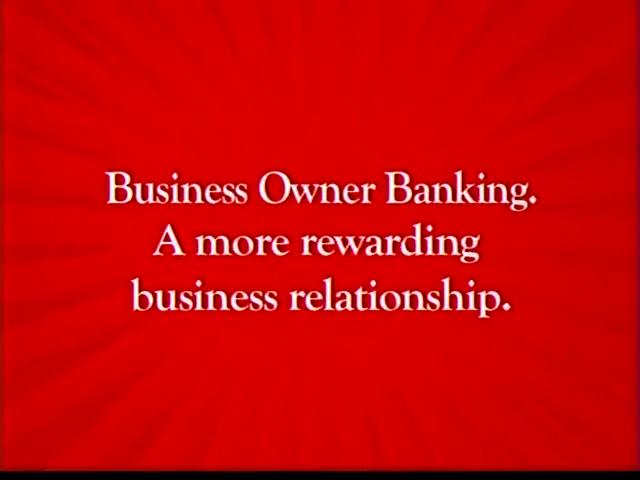 Business Owner Banking.
A more rewarding
business relationship.